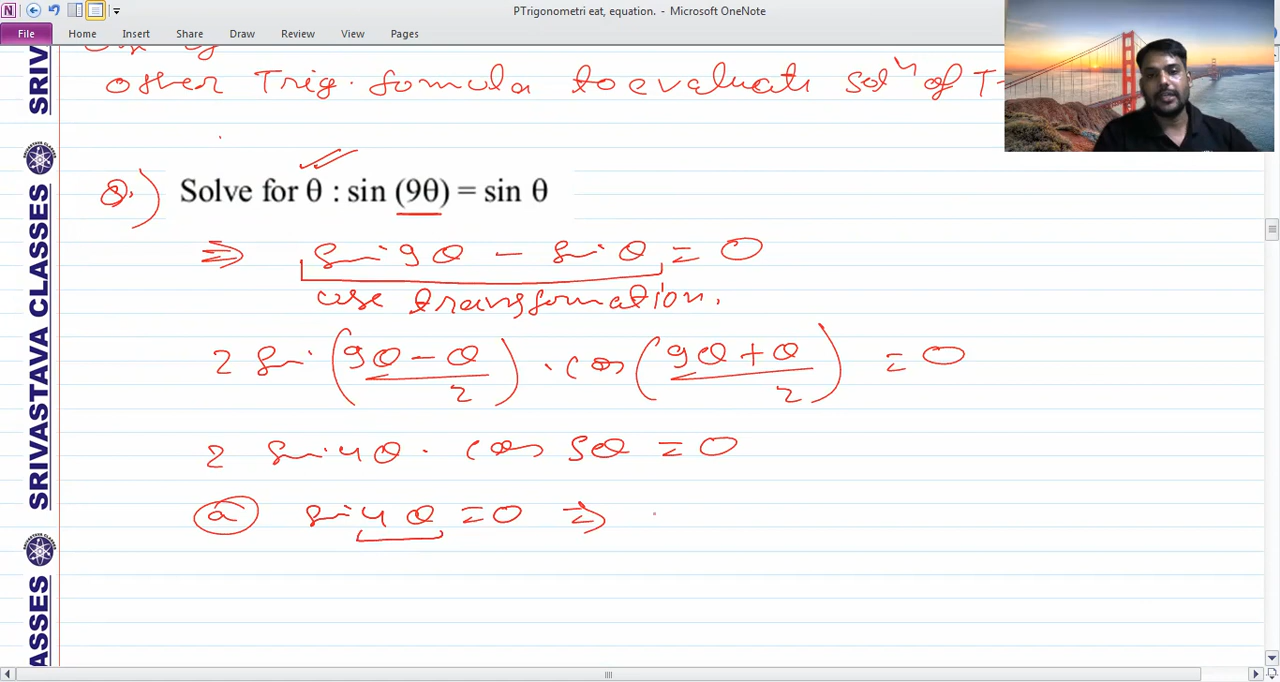 PTrigonometri eat, equation. - Microsoft OneNote
File Home Insert Share Draw Review View Pages
other Trig. formula to evaluate solⁿ of T-
Q.) Solve for θ : sin (9θ) = sin θ
⇒ sin 9θ - sin θ = 0
use transformation.
2 sin (9θ - θ / 2) . cos (9θ + θ / 2) = 0
2 sin 4θ . cos 5θ = 0
(a) sin 4θ = 0 ⇒
SRIV
SRIVASTAVA CLASSES
ASSES